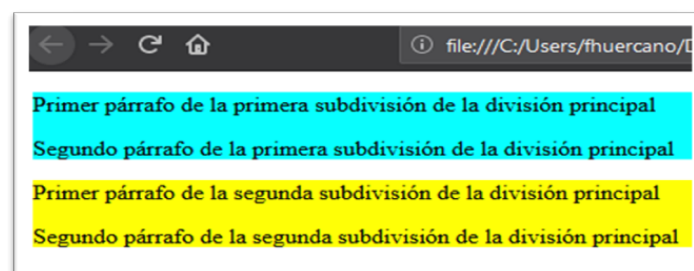 file:///C:/Users/fhuercano/D
Primer párrafo de la primera subdivisión de la división principal
Segundo párrafo de la primera subdivisión de la división principal
Primer párrafo de la segunda subdivisión de la división principal
Segundo párrafo de la segunda subdivisión de la división principal